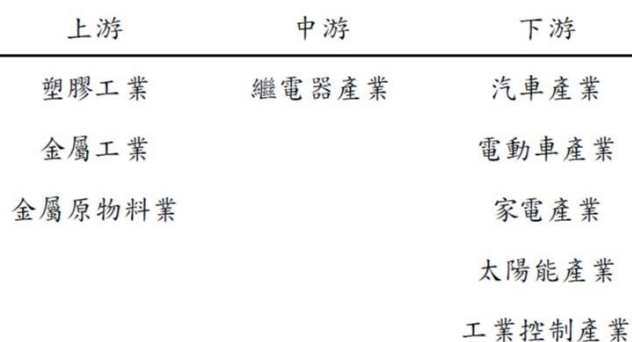 上游 中游 下游
塑膠工業 繼電器產業 汽車產業
金屬工業 電動車產業
金屬原物料業 家電產業
太陽能產業
工業控制產業